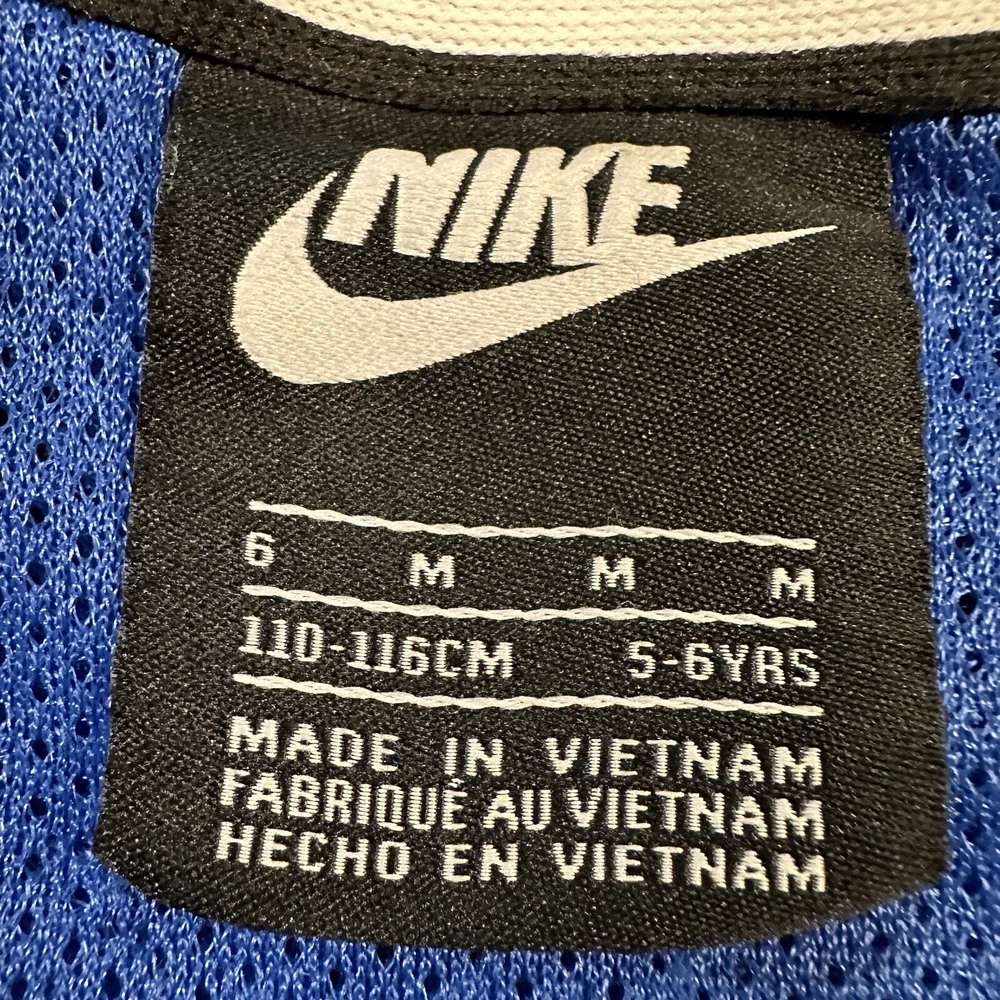 NIKE
6 M M M
110-116CM 5-6YRS
MADE IN VIETNAM
FABRIQUÉ AU VIETNAM
HECHO EN VIETNAM